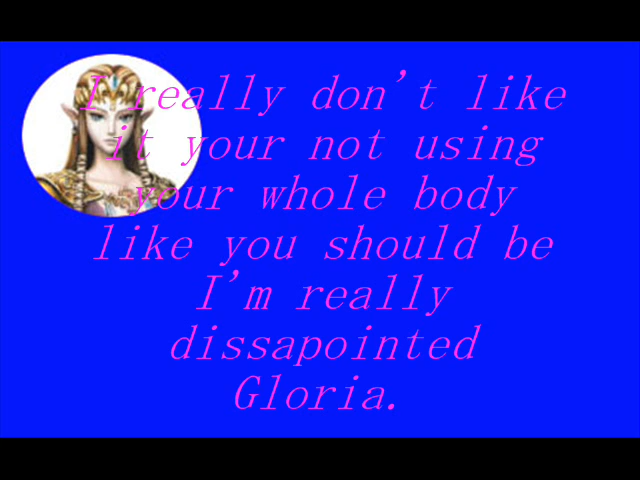 I really don't like
it your not using
your whole body
like you should be
I'm really
dissapointed
Gloria.